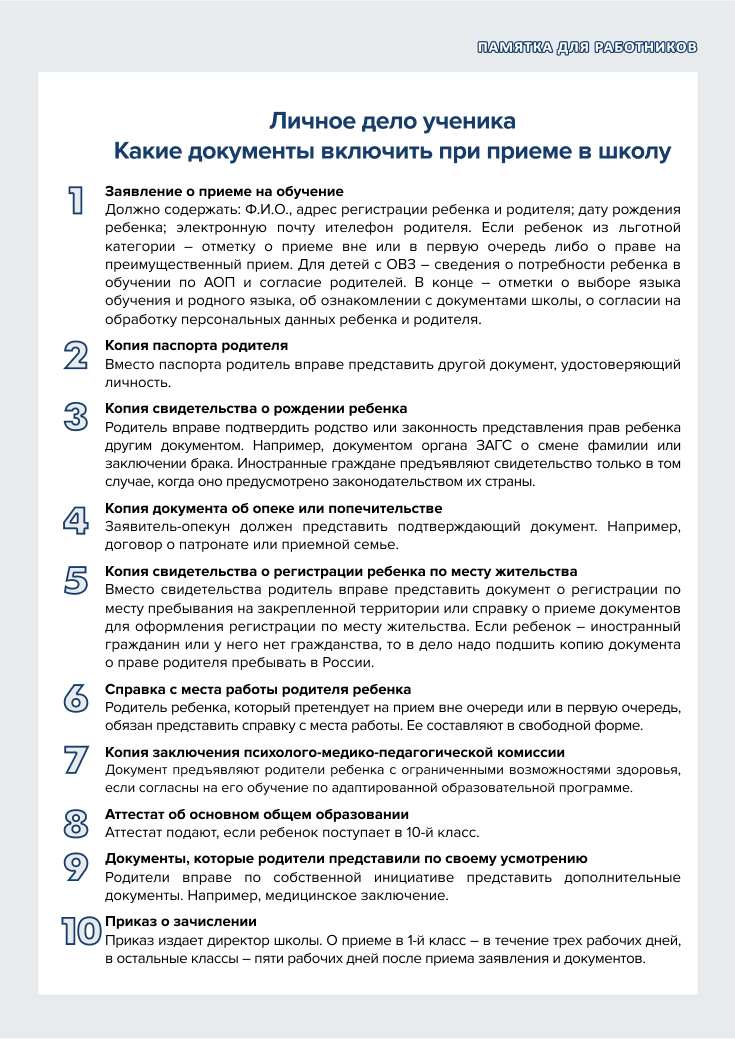 ПАМЯТКА ДЛЯ РАБОТНИКОВ
Личное дело ученика
Какие документы включить при приеме в школу
1 Заявление о приеме на обучение
Должно содержать: Ф.И.О., адрес регистрации ребенка и родителя; дату рождения
ребенка; электронную почту ителефон родителя. Если ребенок из льготной
категории – отметку о приеме вне или в первую очередь либо о праве на
преимущественный прием. Для детей с ОВЗ – сведения о потребности ребенка в
обучении по АОП и согласие родителей. В конце – отметки о выборе языка
обучения и родного языка, об ознакомлении с документами школы, о согласии на
обработку персональных данных ребенка и родителя.
2 Копия паспорта родителя
Вместо паспорта родитель вправе представить другой документ, удостоверяющий
личность.
3 Копия свидетельства о рождении ребенка
Родитель вправе подтвердить родство или законность представления прав ребенка
другим документом. Например, документом органа ЗАГС о смене фамилии или
заключении брака. Иностранные граждане предъявляют свидетельство только в том
случае, когда оно предусмотрено законодательством их страны.
4 Копия документа об опеке или попечительстве
Заявитель-опекун должен представить подтверждающий документ. Например,
договор о патронате или приемной семье.
5 Копия свидетельства о регистрации ребенка по месту жительства
Вместо свидетельства родитель вправе представить документ о регистрации по
месту пребывания на закрепленной территории или справку о приеме документов
для оформления регистрации по месту жительства. Если ребенок – иностранный
гражданин или у него нет гражданства, то в дело надо подшить копию документа
о праве родителя пребывать в России.
6 Справка с места работы родителя ребенка
Родитель ребенка, который претендует на прием вне очереди или в первую очередь,
обязан представить справку с места работы. Ее составляют в свободной форме.
7 Копия заключения психолого-медико-педагогической комиссии
Документ предъявляют родители ребенка с ограниченными возможностями здоровья,
если согласны на его обучение по адаптированной образовательной программе.
8 Аттестат об основном общем образовании
Аттестат подают, если ребенок поступает в 10-й класс.
9 Документы, которые родители представили по своему усмотрению
Родители вправе по собственной инициативе представить дополнительные
документы. Например, медицинское заключение.
10 Приказ о зачислении
Приказ издает директор школы. О приеме в 1-й класс – в течение трех рабочих дней,
в остальные классы – пяти рабочих дней после приема заявления и документов.